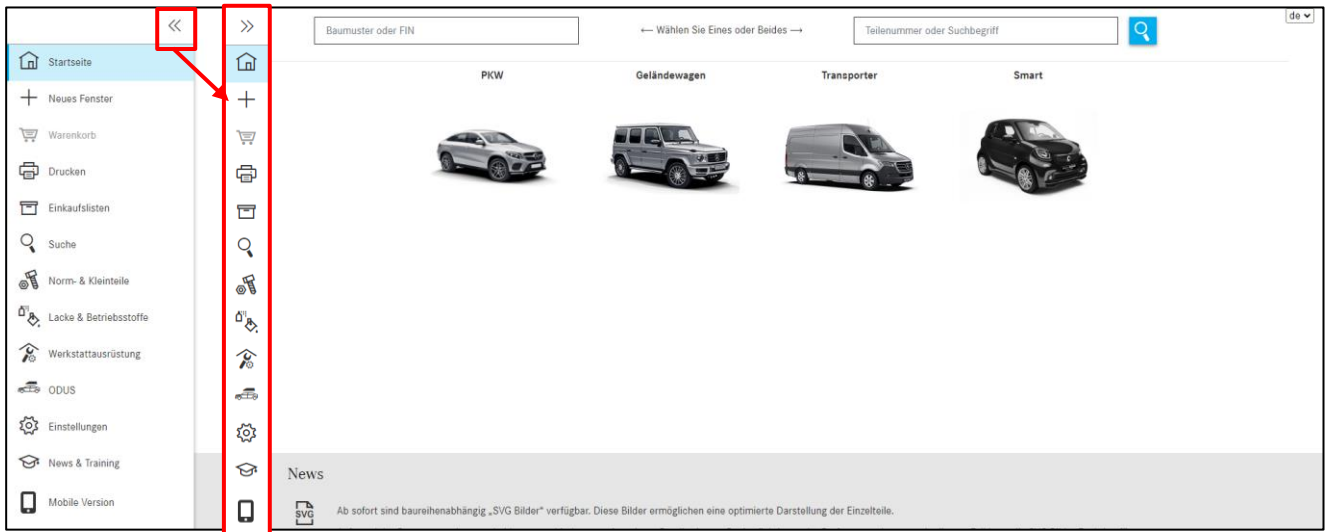 Baumuster oder FIN
← Wählen Sie Eines oder Beides →
Teilenummer oder Suchbegriff
de
Startseite
Neues Fenster
Warenkorb
Drucken
Einkaufslisten
Suche
Norm- & Kleinteile
Lacke & Betriebsstoffe
Werkstattausrüstung
ODUS
Einstellungen
News & Training
Mobile Version
PKW
Geländewagen
Transporter
Smart
News
SVG
Ab sofort sind baureihenabhängig „SVG Bilder" verfügbar. Diese Bilder ermöglichen eine optimierte Darstellung der Einzelteile.